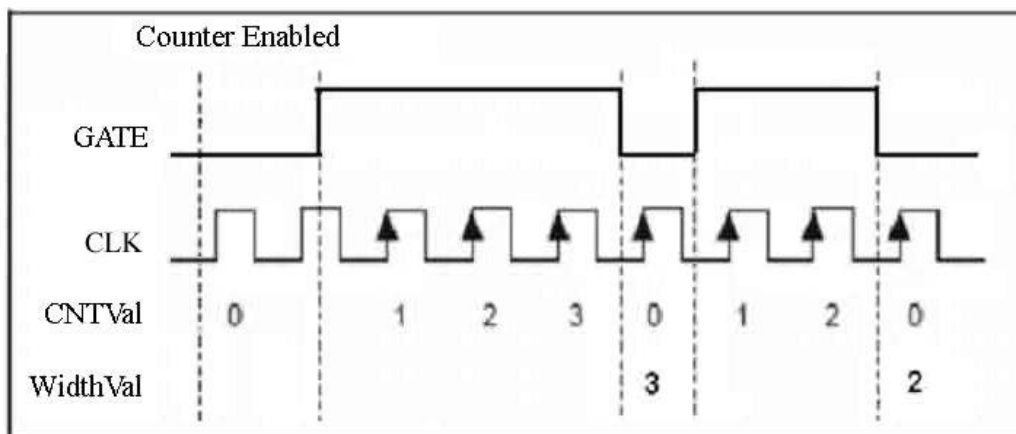 Counter Enabled
GATE
CLK
CNTVal 0 1 2 3 0 1 2 0
WidthVal 3 2